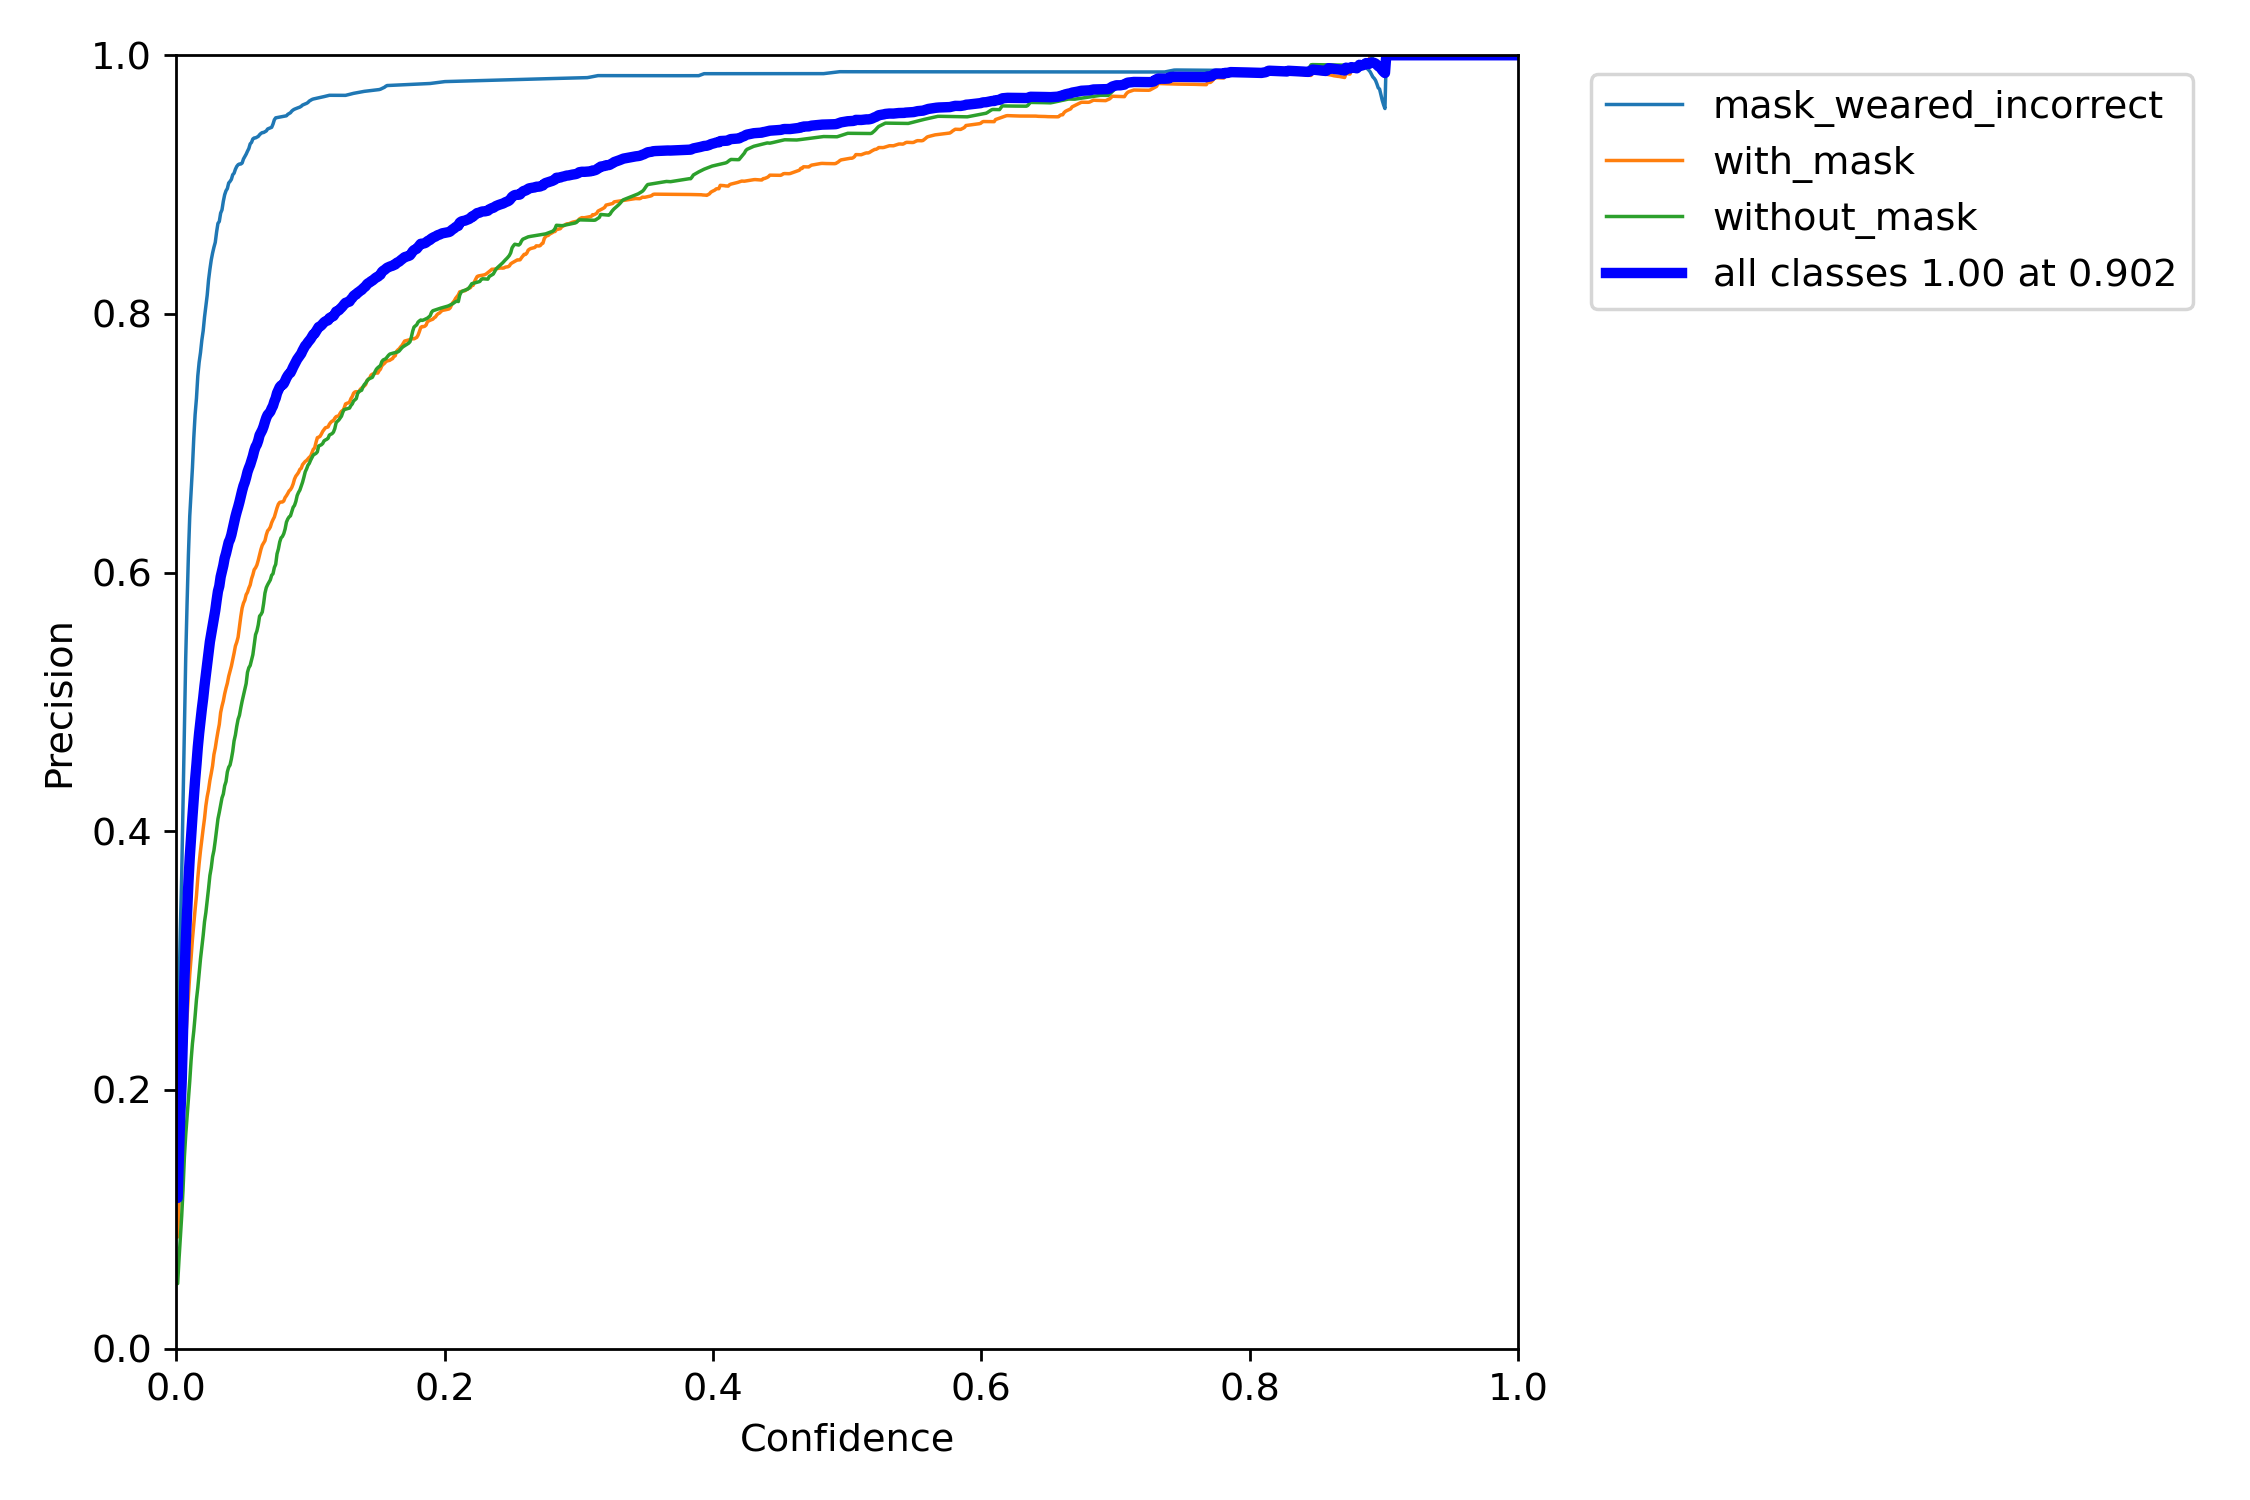 1.0
0.8
0.6
0.4
0.2
0.0
0.0 0.2 0.4 0.6 0.8 1.0
Precision
Confidence
mask_weared_incorrect
with_mask
without_mask
all classes 1.00 at 0.902